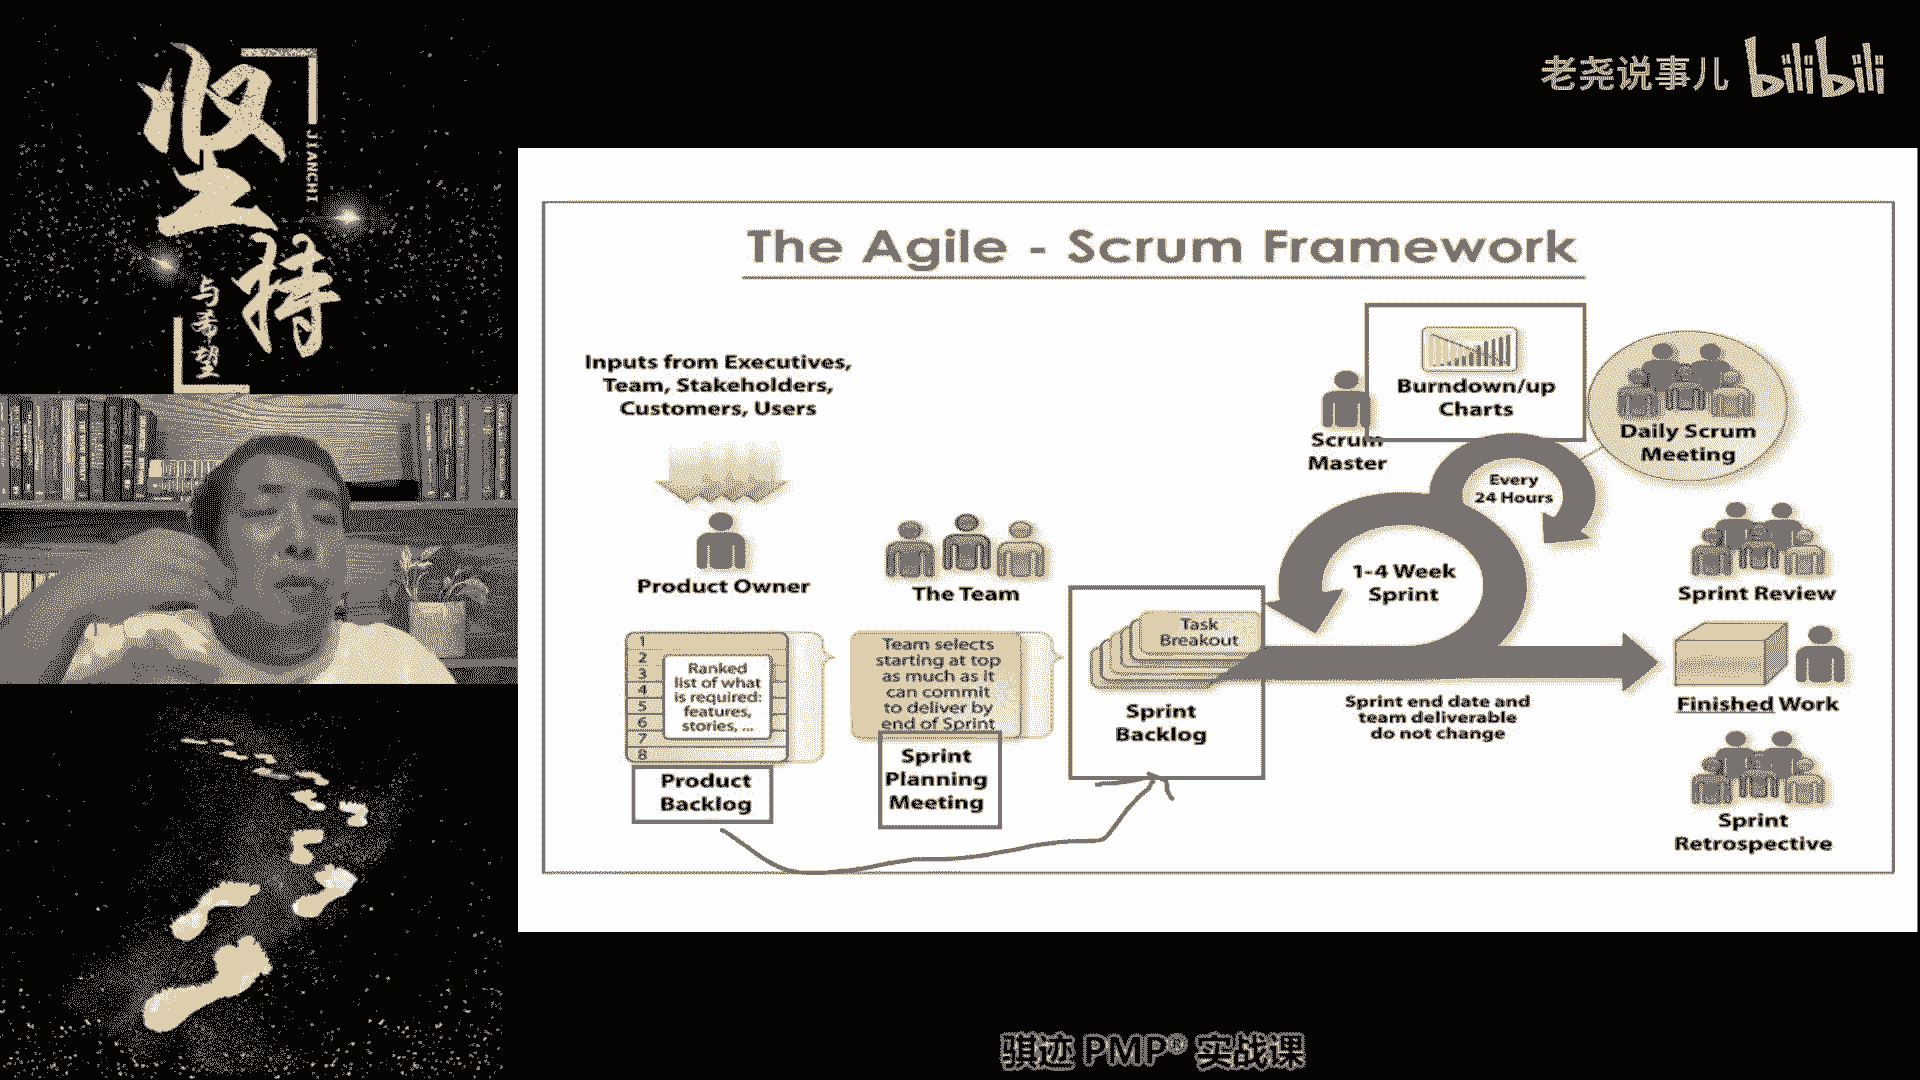 坚持
JIANCHI
与希望
老尧说事儿 bilibili
The Agile - Scrum Framework
Inputs from Executives,
Team, Stakeholders,
Customers, Users
Product Owner
The Team
1
2
3
4
5
6
7
8
Ranked
list of what
is required:
features,
stories, ...
Product
Backlog
Team selects
starting at top
as much as it
can commit
to deliver by
end of Sprint
Sprint
Planning
Meeting
Task
Breakout
Sprint
Backlog
Scrum
Master
Burndown/up
Charts
Every
24 Hours
Daily Scrum
Meeting
1-4 Week
Sprint
Sprint end date and
team deliverable
do not change
Sprint Review
Finished Work
Sprint
Retrospective
骐迹 PMP® 实战课